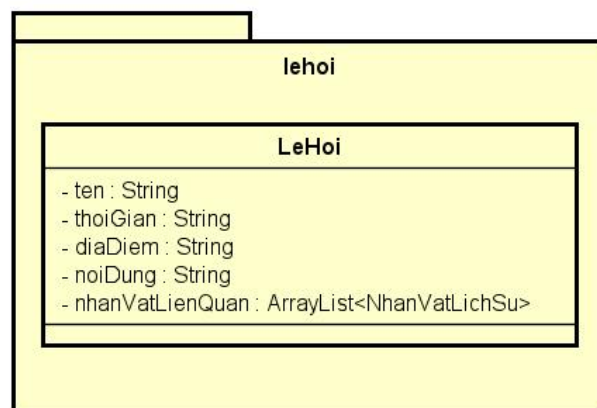 lehoi
LeHoi
- ten : String
- thoiGian : String
- diaDiem : String
- noiDung : String
- nhanVatLienQuan : ArrayList<NhanVatLichSu>